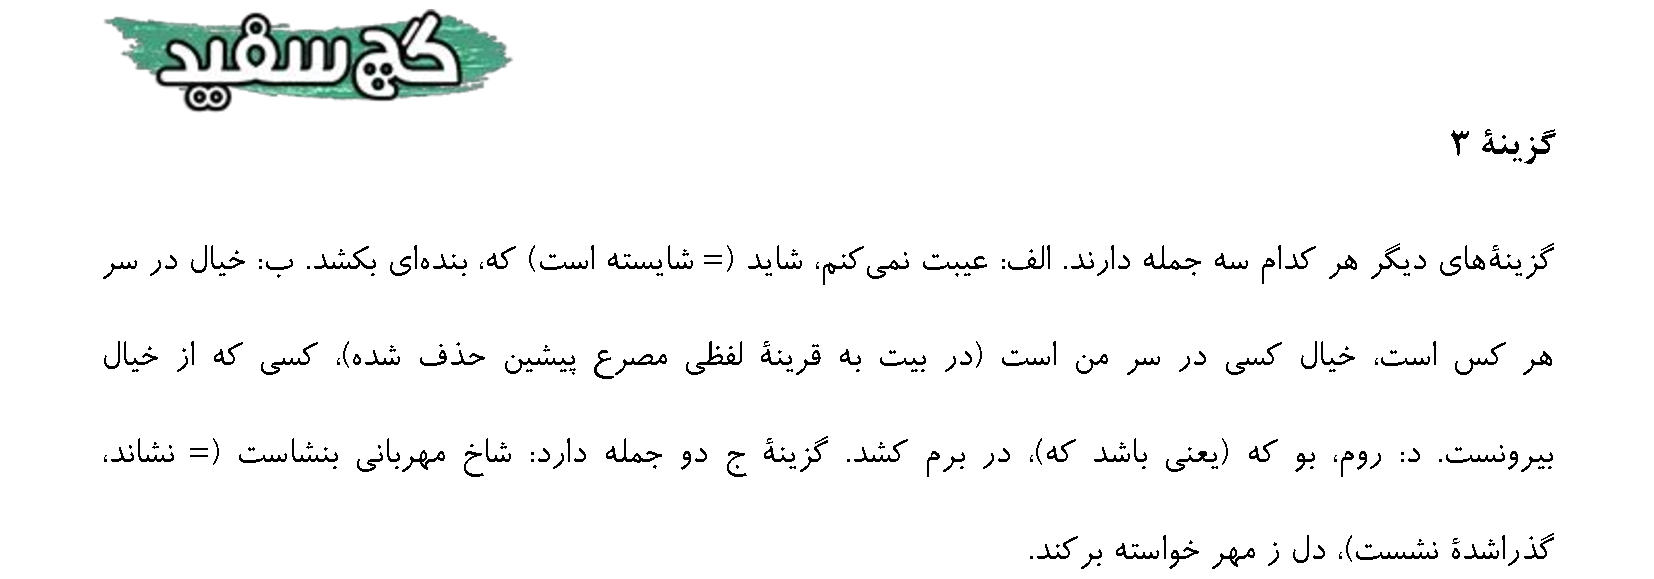 گچ سفید
گزینۀ ۳
گزینۀهای دیگر هر کدام سه جمله دارند. الف: عیبت نمی‌کنم، شاید (= شایسته است) که، بنده‌ای بکشد. ب: خیال در سر
هر کس است، خیال کسی در سر من است (در بیت به قرینۀ لفظی مصرع پیشین حذف شده)، کسی که از خیال
بیرونست. د: روم، بو که (یعنی باشد که)، در برم کشد. گزینۀ ج دو جمله دارد: شاخ مهربانی بنشاست (= نشاند،
گذراشدۀ نشست)، دل ز مهر خواسته برکند.